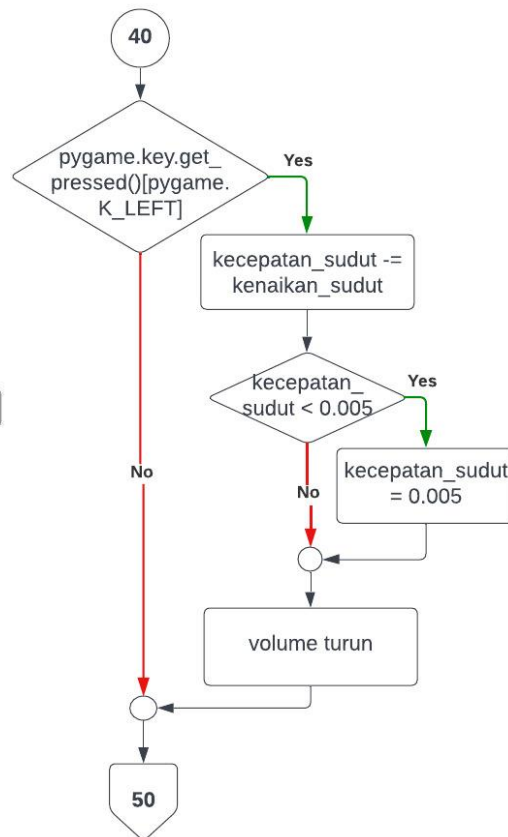 40
pygame.key.get_
pressed()[pygame.
K_LEFT]
Yes
kecepatan_sudut -=
kenaikan_sudut
kecepatan_
sudut < 0.005
Yes
No
kecepatan_sudut
= 0.005
No
volume turun
50